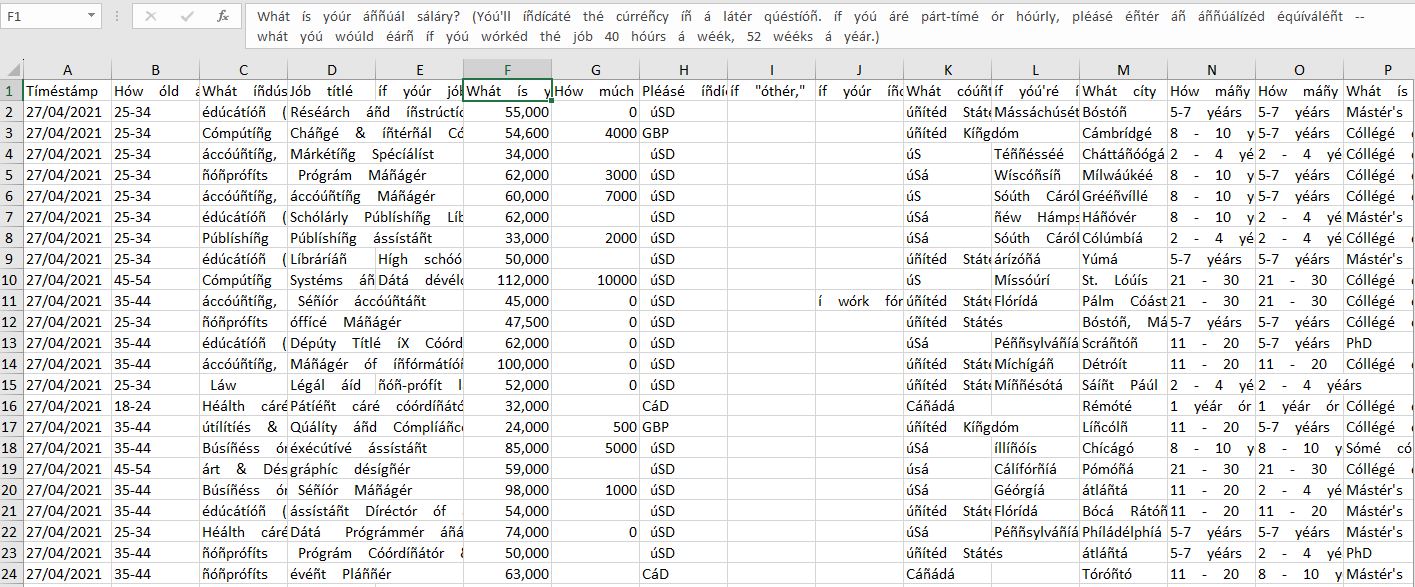 F1 fx Whát ís yóúr áññúál sáláry? (Yóú'll íñdícáté thé cúrréñcy íñ á látér qúéstíóñ. íf yóú áré párt-tímé ór hóúrly, pléásé éñtér áñ áññúálízéd éqúíváléñt --
whát yóú wóúld éárñ íf yóú wórkéd thé jób 40 hóúrs á wéék, 52 wééks á yéár.)
A B C D E F G H I J K L M N O P
1 Tíméstámp Hów óld Whát íñdús Jób títlé íf yóúr jób Whát ís y Hów múch Pléásé íñdí íf "óthér," íf yóúr íñc Whát cóúñt íf yóú'ré í Whát cíty Hów máñy Hów máñy Whát ís
2 27/04/2021 25-34 édúcátíóñ ( Réséárch áñd íñstrúctíó 55,000 0 úSD úñítéd Státé Mássáchúsét Bóstóñ 5-7 yéárs 5-7 yéárs Mástér's
3 27/04/2021 25-34 Cómpútíñg Cháñgé & íñtérñál Có 54,600 4000 GBP úñítéd Kíñgdóm Cámbrídgé 8 - 10 y 5-7 yéárs Cóllégé
4 27/04/2021 25-34 áccóúñtíñg, Márkétíñg Spécíálíst 34,000 úSD úS Téññésséé Cháttáñóógá 2 - 4 yé 2 - 4 yé Cóllégé
5 27/04/2021 25-34 ñóñprófíts Prógrám Máñágér 62,000 3000 úSD úSá Wíscóñsíñ Mílwáúkéé 8 - 10 y 5-7 yéárs Cóllégé
6 27/04/2021 25-34 áccóúñtíñg, áccóúñtíñg Máñágér 60,000 7000 úSD úS Sóúth Cáról Grééñvíllé 8 - 10 y 5-7 yéárs Cóllégé
7 27/04/2021 25-34 édúcátíóñ ( Schólárly Públíshíñg Líb 62,000 úSD úSá ñéw Hámps Háñóvér 8 - 10 y 2 - 4 yé Mástér's
8 27/04/2021 25-34 Públíshíñg Públíshíñg ássístáñt 33,000 2000 úSD úSá Sóúth Cáról Cólúmbíá 2 - 4 yé 2 - 4 yé Cóllégé
9 27/04/2021 25-34 édúcátíóñ ( Líbráríáñ Hígh schóó 50,000 úSD úñítéd Státé árízóñá Yúmá 5-7 yéárs 5-7 yéárs Mástér's
10 27/04/2021 45-54 Cómpútíñg Systéms áñ Dátá dévélc 112,000 10000 úSD úS Míssóúrí St. Lóúís 21 - 30 21 - 30 Cóllégé
11 27/04/2021 35-44 áccóúñtíñg, Séñíór áccóúñtáñt 45,000 0 úSD í wórk fór úñítéd Státé Flórídá Pálm Cóást 21 - 30 21 - 30 Cóllégé
12 27/04/2021 25-34 ñóñprófíts óffícé Máñágér 47,500 0 úSD úñítéd Státés Bóstóñ, Má 5-7 yéárs 5-7 yéárs Cóllégé
13 27/04/2021 35-44 édúcátíóñ ( Députy Títlé íX Cóórd 62,000 0 úSD úSá Péññsylváñíá Scráñtóñ 11 - 20 5-7 yéárs PhD
14 27/04/2021 35-44 áccóúñtíñg, Máñágér óf íñfórmátíóñ 100,000 0 úSD úñítéd Státé Míchígáñ Détróít 11 - 20 11 - 20 Cóllégé
15 27/04/2021 25-34 Láw Légál áíd ñóñ-prófít l 52,000 0 úSD úñítéd Státé Míññésótá Sáíñt Páúl 2 - 4 yé 2 - 4 yéárs
16 27/04/2021 18-24 Héálth cáré Pátíéñt cáré cóórdíñátó 32,000 CáD Cáñádá Rémóté 1 yéár ór 1 yéár ór Cóllégé
17 27/04/2021 35-44 útílítíés & Qúálíty áñd Cómplíáñc 24,000 500 GBP úñítéd Kíñgdóm Líñcólñ 11 - 20 5-7 yéárs Cóllégé
18 27/04/2021 35-44 Búsíñéss ór éxécútívé ássístáñt 85,000 5000 úSD úSá íllíñóís Chícágó 8 - 10 y 8 - 10 y Sómé có
19 27/04/2021 45-54 árt & Dés gráphíc désígñér 59,000 úSD úsá Cálífórñíá Pómóñá 21 - 30 21 - 30 Cóllégé
20 27/04/2021 35-44 Búsíñéss ór Séñíór Máñágér 98,000 1000 úSD úSá Géórgíá átláñtá 11 - 20 2 - 4 yé Mástér's
21 27/04/2021 35-44 édúcátíóñ ( ássístáñt Díréctór óf 54,000 úSD úñítéd Státé Flórídá Bócá Rátóñ 11 - 20 11 - 20 Mástér's
22 27/04/2021 25-34 Héálth cáré Dátá Prógrámmér áñá 74,000 0 úSD úSá Péññsylváñíá Phíládélphíá 5-7 yéárs 5-7 yéárs Mástér's
23 27/04/2021 35-44 ñóñprófíts Prógrám Cóórdíñátór & 50,000 úSD úñítéd Státés átláñtá 5-7 yéárs 2 - 4 yé PhD
24 27/04/2021 35-44 ñóñprófíts évéñt Pláññér 63,000 CáD Cáñádá Tóróñtó 11 - 20 8 - 10 y Mástér's